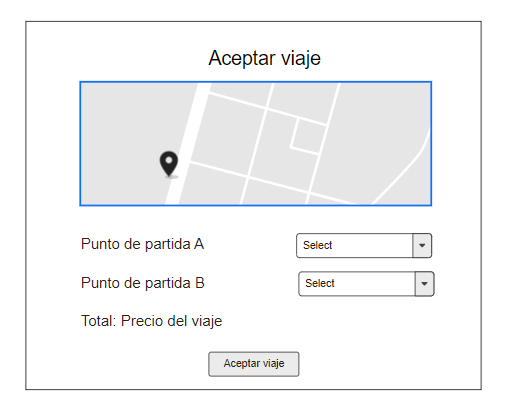 Aceptar viaje
Punto de partida A
Select
Punto de partida B
Select
Total: Precio del viaje
Aceptar viaje